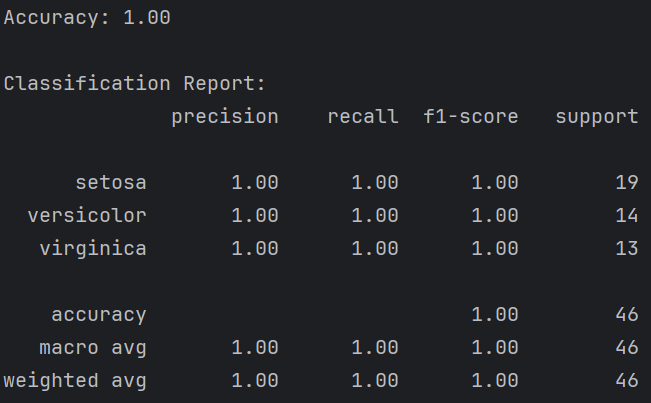 Accuracy: 1.00
Classification Report:
precision recall f1-score support
setosa 1.00 1.00 1.00 19
versicolor 1.00 1.00 1.00 14
virginica 1.00 1.00 1.00 13
accuracy 1.00 46
macro avg 1.00 1.00 1.00 46
weighted avg 1.00 1.00 1.00 46